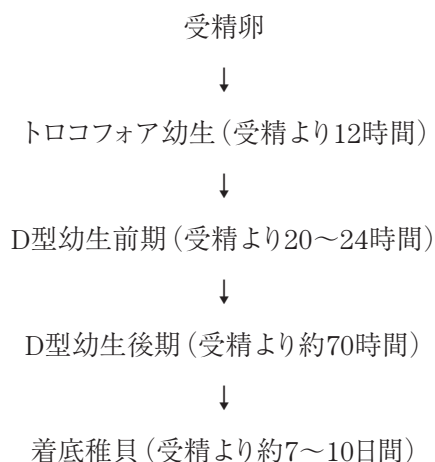 受精卵
↓
トロコフォア幼生（受精より12時間）
↓
D型幼生前期（受精より20～24時間）
↓
D型幼生後期（受精より約70時間）
↓
着底稚貝（受精より約7～10日間）